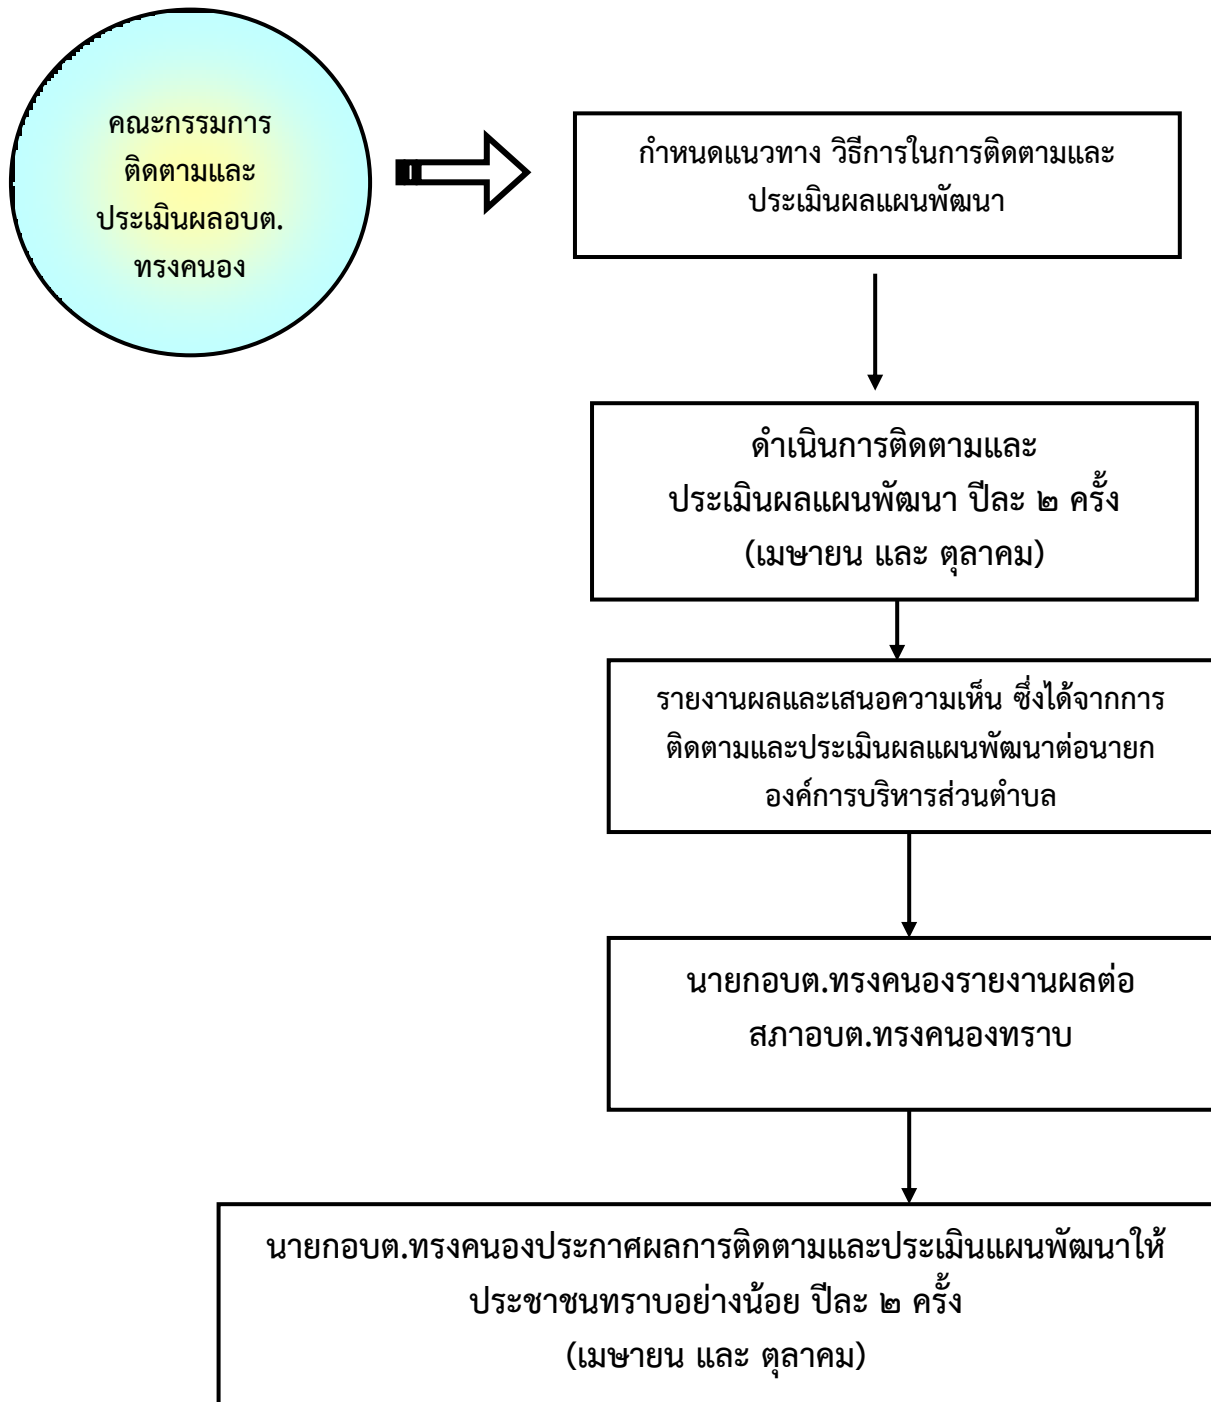 คณะกรรมการ
ติดตามและ
ประเมินผลอบต.
ทรงคนอง
กำหนดแนวทาง วิธีการในการติดตามและ
ประเมินผลแผนพัฒนา
ดำเนินการติดตามและ
ประเมินผลแผนพัฒนา ปีละ ๒ ครั้ง
(เมษายน และ ตุลาคม)
รายงานผลและเสนอความเห็น ซึ่งได้จากการ
ติดตามและประเมินผลแผนพัฒนาต่อนายก
องค์การบริหารส่วนตำบล
นายกอบต.ทรงคนองรายงานผลต่อ
สภาอบต.ทรงคนองทราบ
นายกอบต.ทรงคนองประกาศผลการติดตามและประเมินแผนพัฒนาให้
ประชาชนทราบอย่างน้อย ปีละ ๒ ครั้ง
(เมษายน และ ตุลาคม)